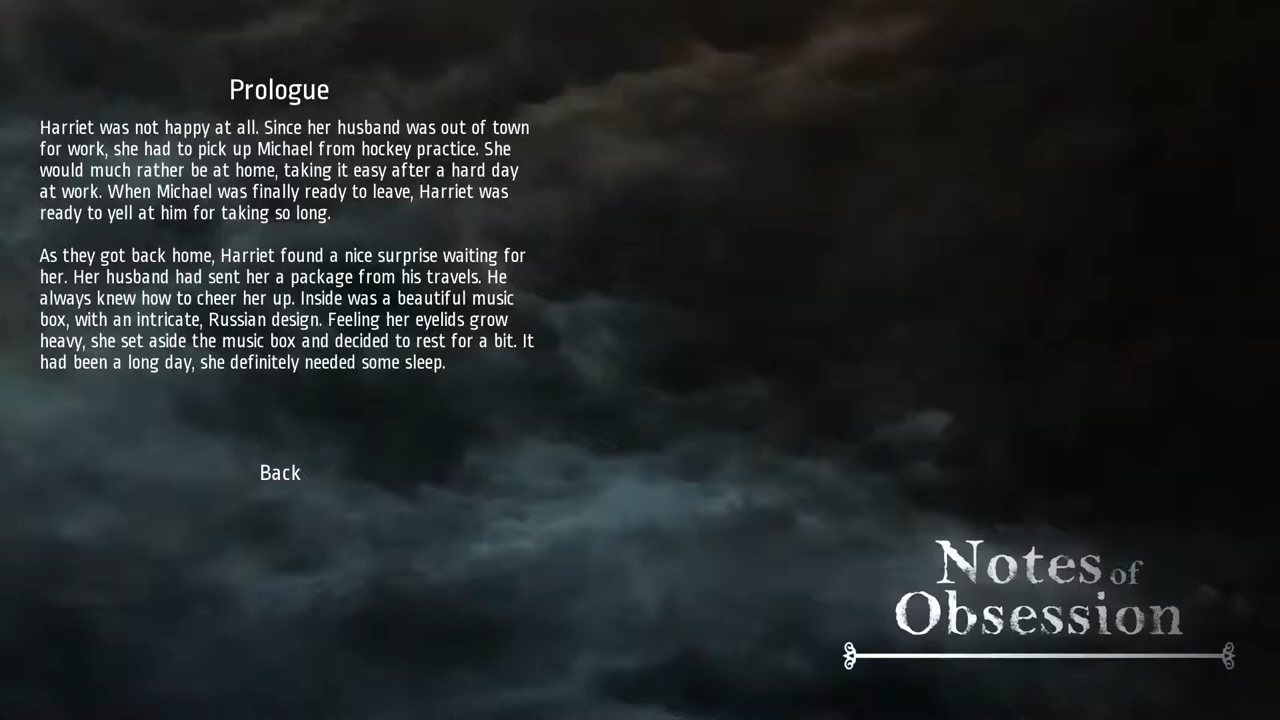 Prologue
Harriet was not happy at all. Since her husband was out of town
for work, she had to pick up Michael from hockey practice. She
would much rather be at home, taking it easy after a hard day
at work. When Michael was finally ready to leave, Harriet was
ready to yell at him for taking so long.
As they got back home, Harriet found a nice surprise waiting for
her. Her husband had sent her a package from his travels. He
always knew how to cheer her up. Inside was a beautiful music
box, with an intricate, Russian design. Feeling her eyelids grow
heavy, she set aside the music box and decided to rest for a bit. It
had been a long day, she definitely needed some sleep.
Back
Notes of
Obsession